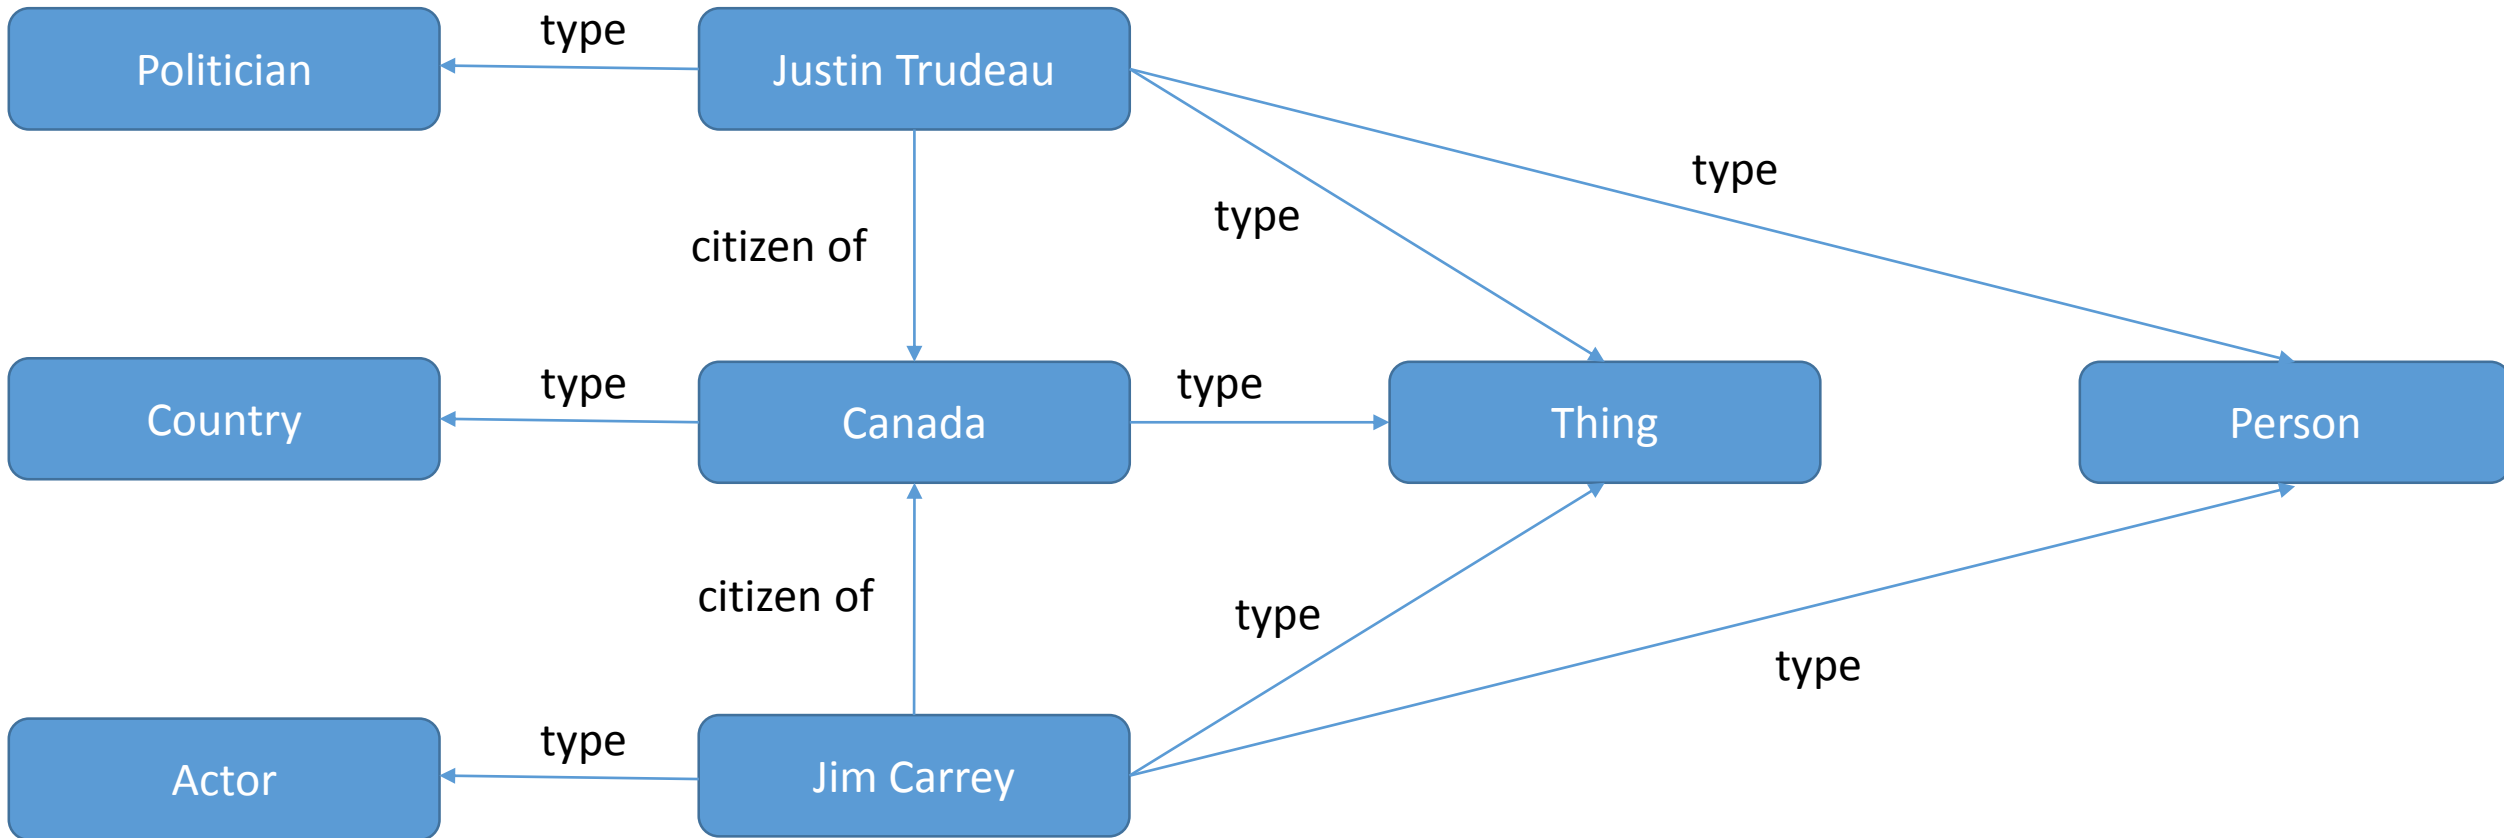 Politician
type
Justin Trudeau
type
type
citizen of
Country
type
Canada
type
Thing
Person
citizen of
type
type
Actor
type
Jim Carrey